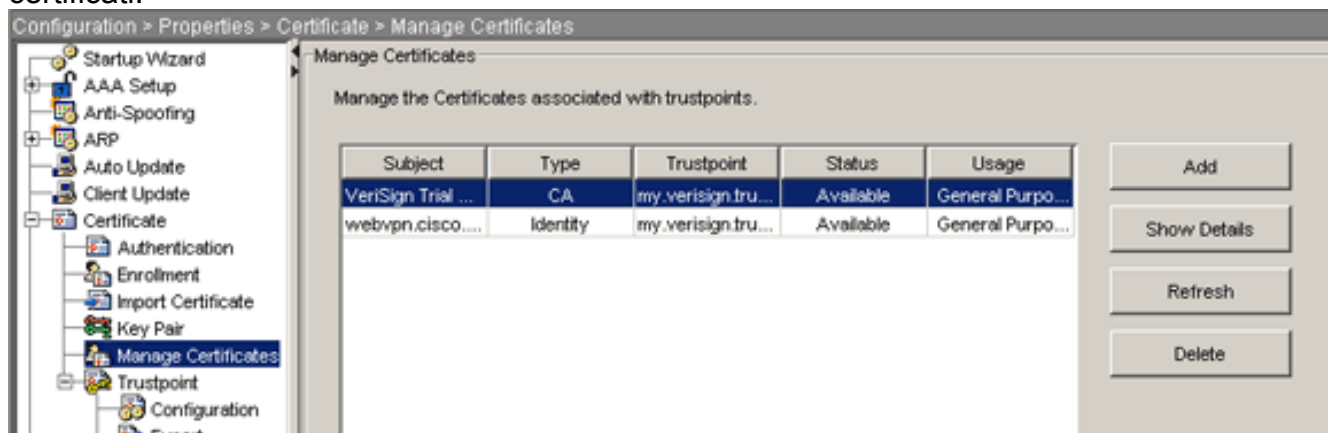 certificati.
Configuration > Properties > Certificate > Manage Certificates
Startup Wizard
AAA Setup
Anti-Spoofing
ARP
Auto Update
Client Update
Certificate
Authentication
Enrollment
Import Certificate
Key Pair
Manage Certificates
Trustpoint
Configuration
Export
Manage Certificates
Manage the Certificates associated with trustpoints.
Subject Type Trustpoint Status Usage
VeriSign Trial ... CA my.verisign.tru... Available General Purpo...
webvpn.cisco.... Identity my.verisign.tru... Available General Purpo...
Add
Show Details
Refresh
Delete